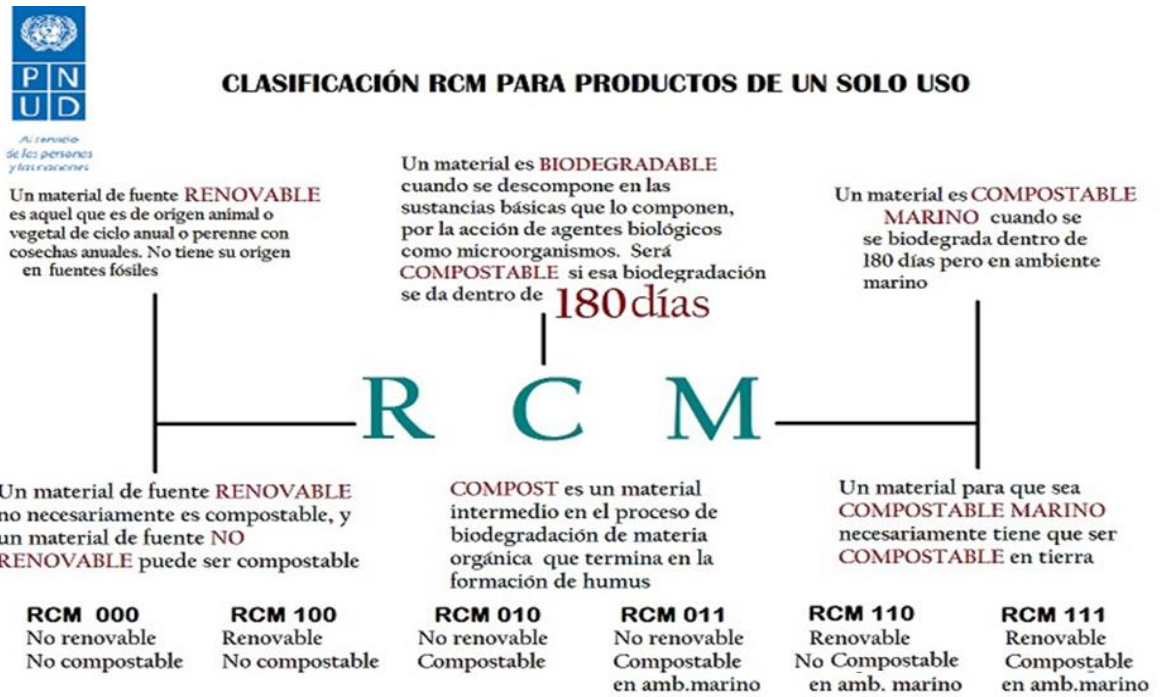 P N
U D
Al servicio
de las personas
y las naciones
CLASIFICACIÓN RCM PARA PRODUCTOS DE UN SOLO USO
Un material de fuente RENOVABLE
es aquel que es de origen animal o
vegetal de ciclo anual o perenne con
cosechas anuales. No tiene su origen
en fuentes fósiles
Un material es BIODEGRADABLE
cuando se descompone en las
sustancias básicas que lo componen,
por la acción de agentes biológicos
como microorganismos. Será
COMPOSTABLE si esa biodegradación
se da dentro de 180 días
Un material es COMPOSTABLE
MARINO cuando se
se biodegrada dentro de
180 días pero en ambiente
marino
R C M
Un material de fuente RENOVABLE
no necesariamente es compostable, y
un material de fuente NO
RENOVABLE puede ser compostable
COMPOST es un material
intermedio en el proceso de
biodegradación de materia
orgánica que termina en la
formación de humus
Un material para que sea
COMPOSTABLE MARINO
necesariamente tiene que ser
COMPOSTABLE en tierra
RCM 000
No renovable
No compostable
RCM 100
Renovable
No compostable
RCM 010
No renovable
Compostable
RCM 011
No renovable
Compostable
en amb.marino
RCM 110
Renovable
No Compostable
en amb. marino
RCM 111
Renovable
Compostable
en amb.marino